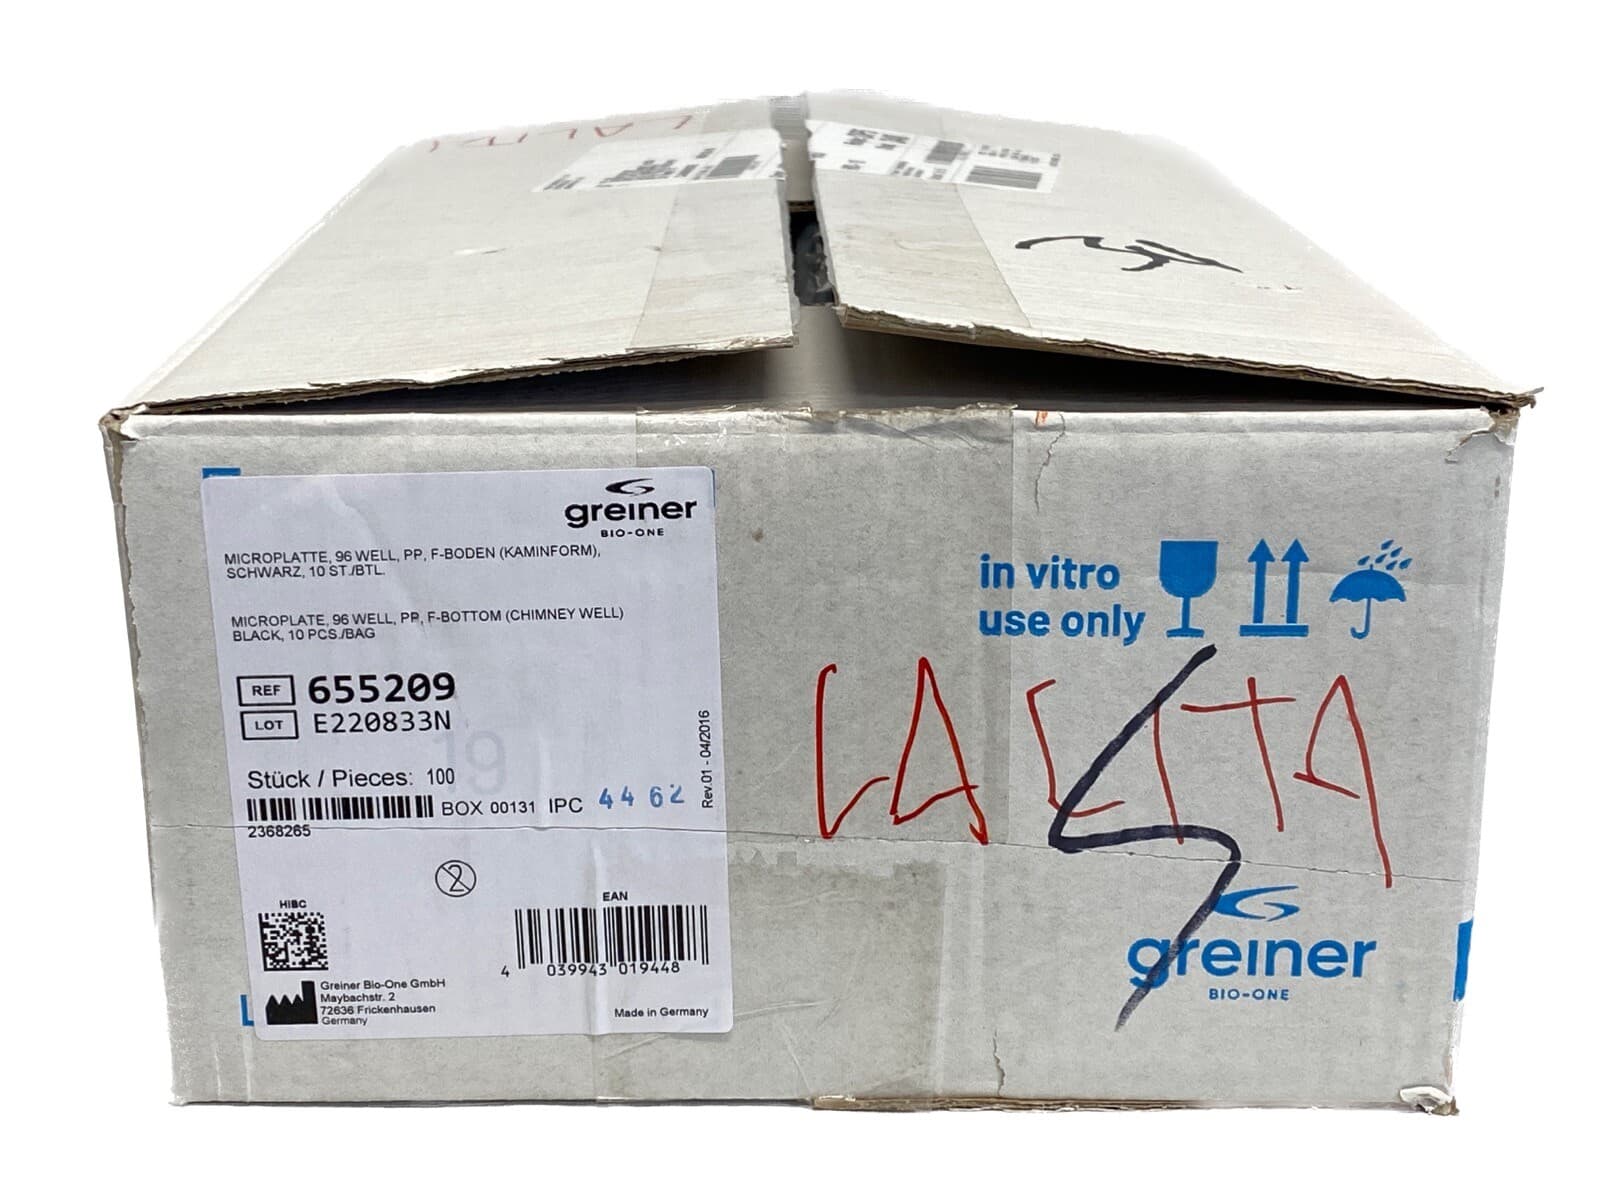 greiner
BIO-ONE
MICROPLATTE, 96 WELL, PP, F-BODEN (KAMINFORM),
SCHWARZ, 10 ST./BTL.
MICROPLATE, 96 WELL, PP, F-BOTTOM (CHIMNEY WELL)
BLACK, 10 PCS./BAG
REF 655209
LOT E220833N
Stück / Pieces: 100
BOX 00131 IPC 4462
2368265
Rev.01 - 04/2016
2
HIBC
EAN
4 039943 019448
Greiner Bio-One GmbH
Maybachstr. 2
72636 Frickenhausen
Germany
Made in Germany
in vitro
use only
LALITA
greiner
BIO-ONE